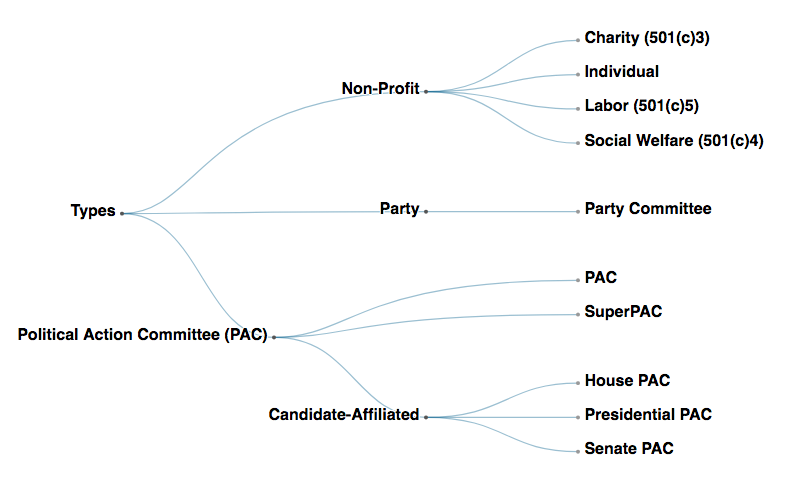 Charity (501(c)3)
Non-Profit
Individual
Labor (501(c)5)
Social Welfare (501(c)4)
Types
Party
Party Committee
PAC
SuperPAC
Political Action Committee (PAC)
House PAC
Candidate-Affiliated
Presidential PAC
Senate PAC